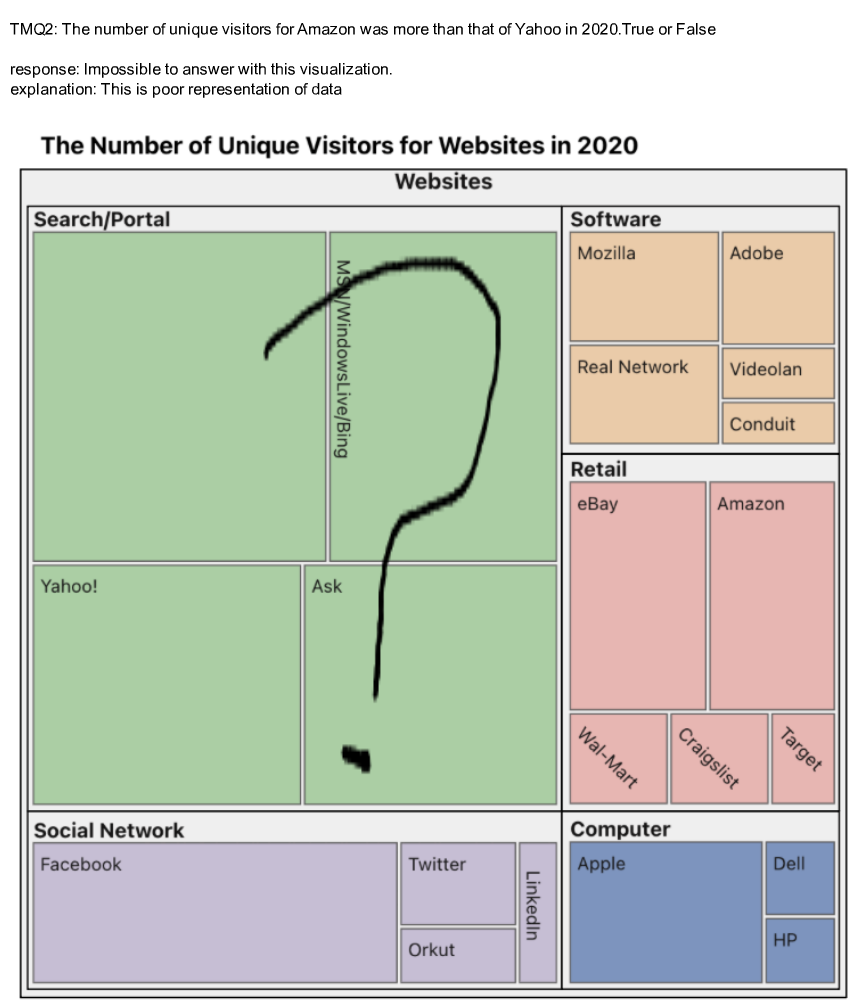 TMQ2: The number of unique visitors for Amazon was more than that of Yahoo in 2020.True or False
response: Impossible to answer with this visualization.
explanation: This is poor representation of data
The Number of Unique Visitors for Websites in 2020
Websites
Search/Portal
MSN/WindowsLive/Bing
Yahoo!
Ask
Software
Mozilla
Adobe
Real Network
Videolan
Conduit
Retail
eBay
Amazon
Wal-Mart
Craigslist
Target
Social Network
Facebook
Twitter
Orkut
LinkedIn
Computer
Apple
Dell
HP